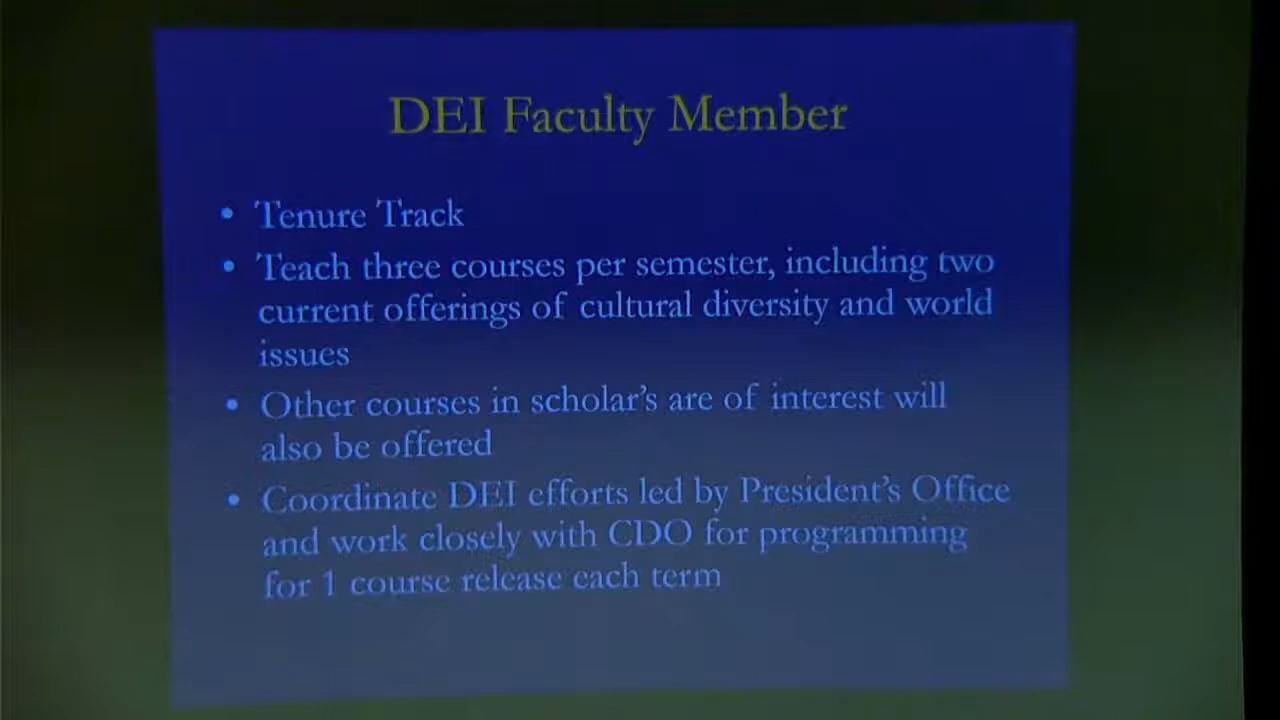 DEI Faculty Member
• Tenure Track
• Teach three courses per semester, including two
current offerings of cultural diversity and world
issues
• Other courses in scholar's are of interest will
also be offered
• Coordinate DEI efforts led by President's Office
and work closely with CDO for programming
for 1 course release each term